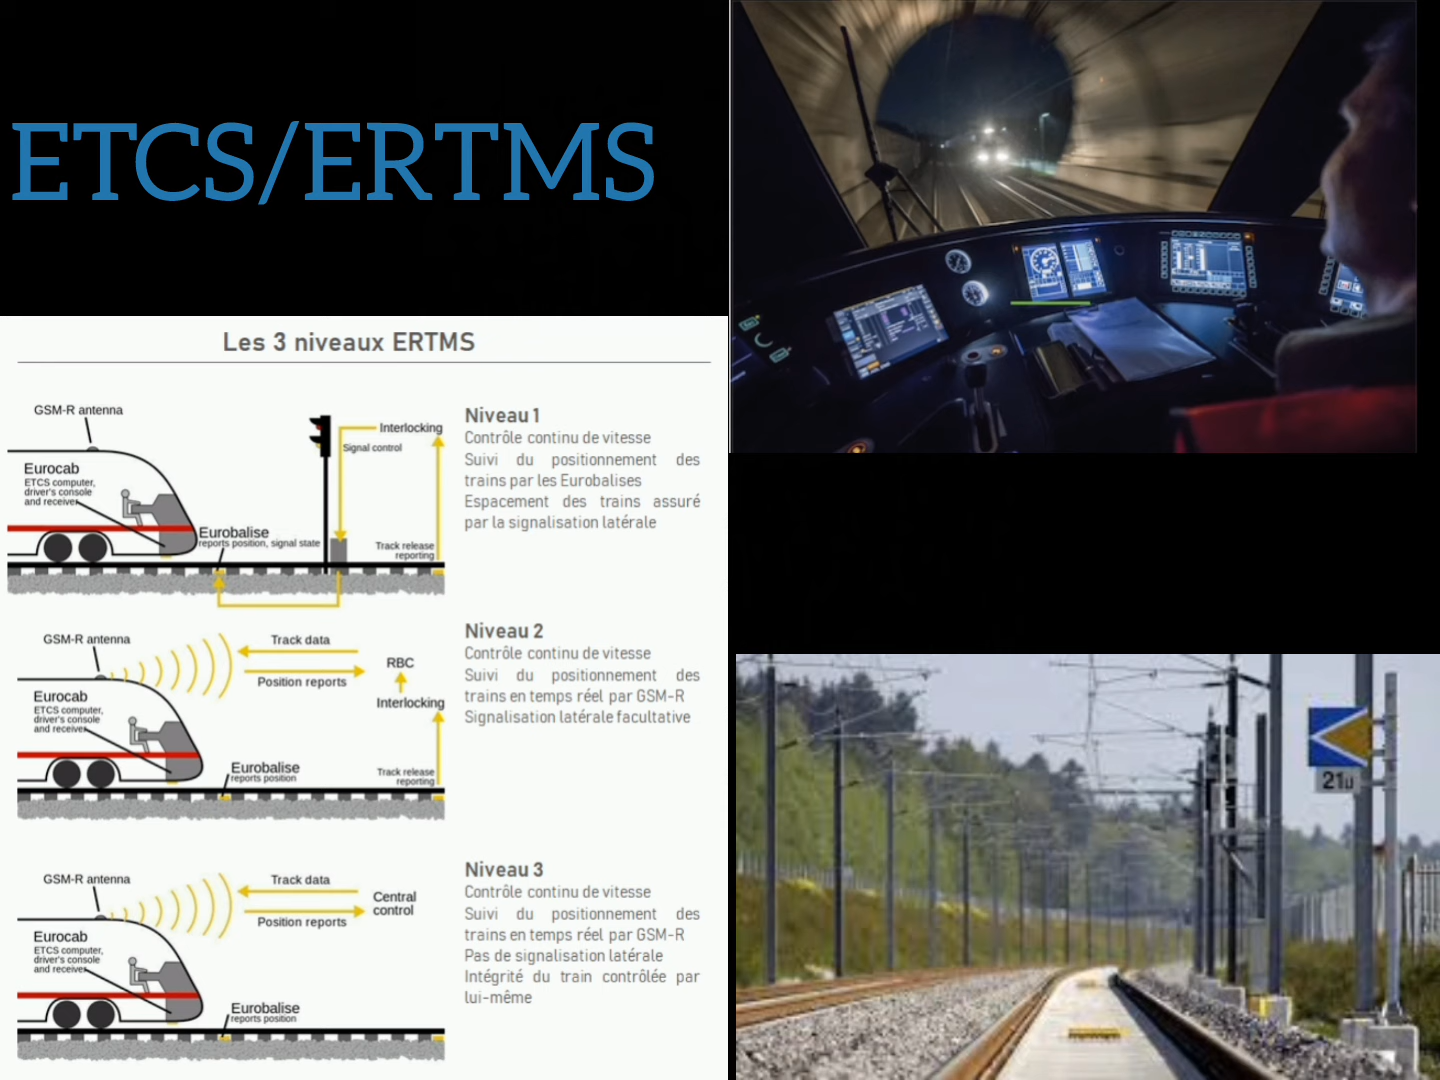 ETCS/ERTMS
Les 3 niveaux ERTMS
GSM-R antenna
Eurocab
ETCS computer,
driver's console
and receiver
Eurobalise
reports position, signal state
Interlocking
Signal control
Track release
reporting
Niveau 1
Contrôle continu de vitesse
Suivi du positionnement des
trains par les Eurobalises
Espacement des trains assuré
par la signalisation latérale
GSM-R antenna
Track data
Position reports
RBC
Interlocking
Eurocab
ETCS computer,
driver's console
and receiver
Eurobalise
reports position
Track release
reporting
Niveau 2
Contrôle continu de vitesse
Suivi du positionnement des
trains en temps réel par GSM-R
Signalisation latérale facultative
GSM-R antenna
Track data
Position reports
Central
control
Eurocab
ETCS computer,
driver's console
and receiver
Eurobalise
reports position
Niveau 3
Contrôle continu de vitesse
Suivi du positionnement des
trains en temps réel par GSM-R
Pas de signalisation latérale
Intégrité du train contrôlée par
lui-même
21u